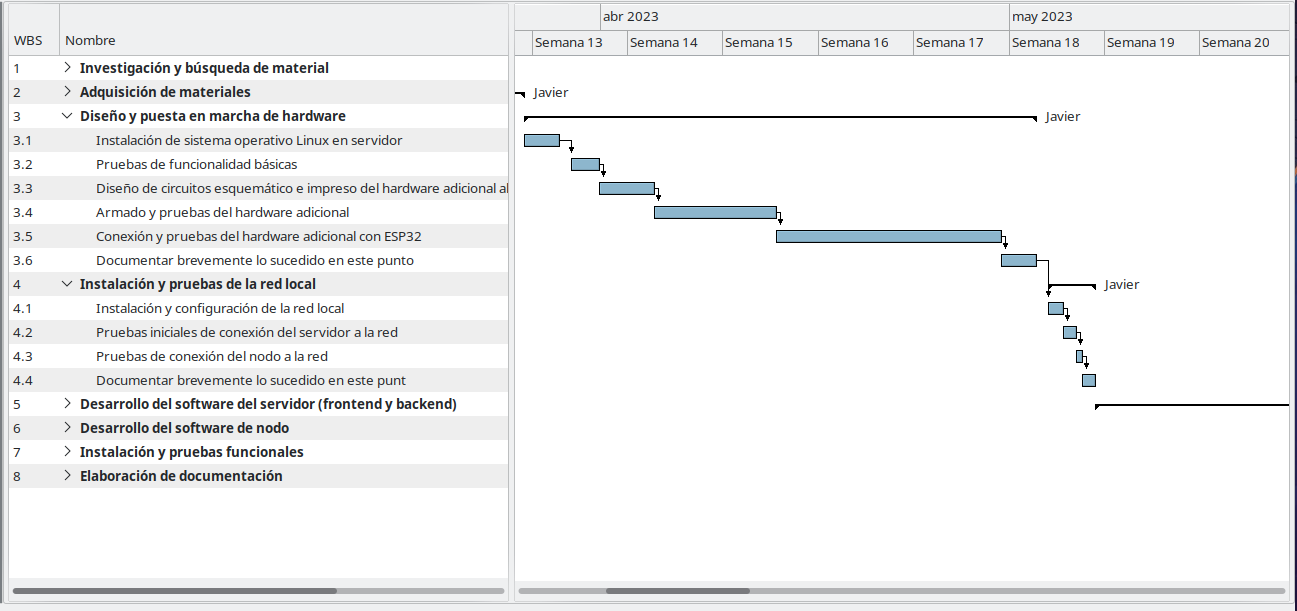 abr 2023 may 2023
WBS Nombre Semana 13 Semana 14 Semana 15 Semana 16 Semana 17 Semana 18 Semana 19 Semana 20
1 Investigación y búsqueda de material
2 Adquisición de materiales Javier
3 Diseño y puesta en marcha de hardware Javier
3.1 Instalación de sistema operativo Linux en servidor
3.2 Pruebas de funcionalidad básicas
3.3 Diseño de circuitos esquemático e impreso del hardware adicional al
3.4 Armado y pruebas del hardware adicional
3.5 Conexión y pruebas del hardware adicional con ESP32
3.6 Documentar brevemente lo sucedido en este punto
4 Instalación y pruebas de la red local Javier
4.1 Instalación y configuración de la red local
4.2 Pruebas iniciales de conexión del servidor a la red
4.3 Pruebas de conexión del nodo a la red
4.4 Documentar brevemente lo sucedido en este punt
5 Desarrollo del software del servidor (frontend y backend)
6 Desarrollo del software de nodo
7 Instalación y pruebas funcionales
8 Elaboración de documentación